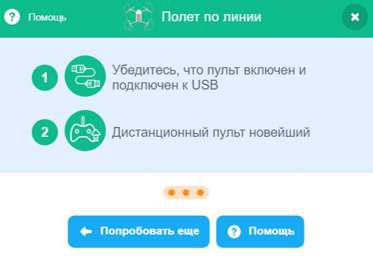 ? Помощь
Полет по линии
×
1
Убедитесь, что пульт включен и
подключен к USB
2
Дистанционный пульт новейший
← Попробовать еще
? Помощь